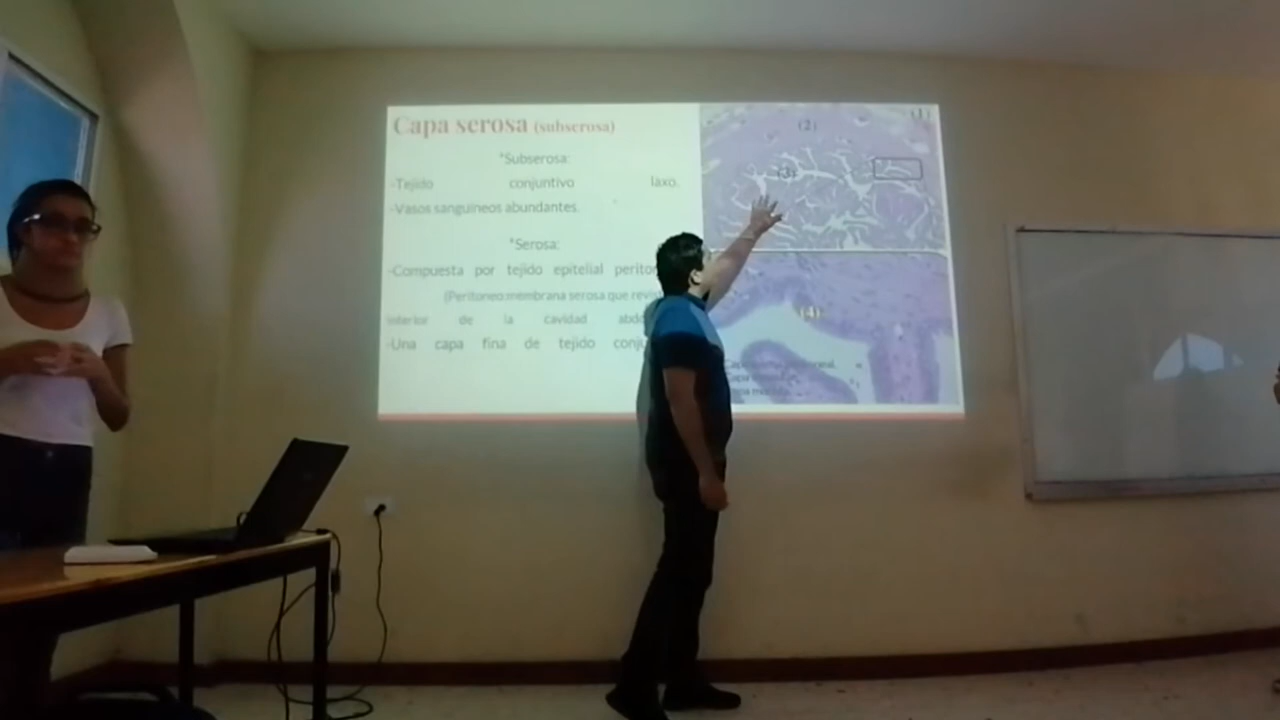 Capa serosa (subserosa)
*Subserosa:
-Tejido conjuntivo laxo.
-Vasos sanguíneos abundantes.
*Serosa:
-Compuesta por tejido epitelial
(Peritoneo:membrana serosa que
interior de la cavidad
-Una capa fina de tejido
(1)
(2)
(3)
(4)